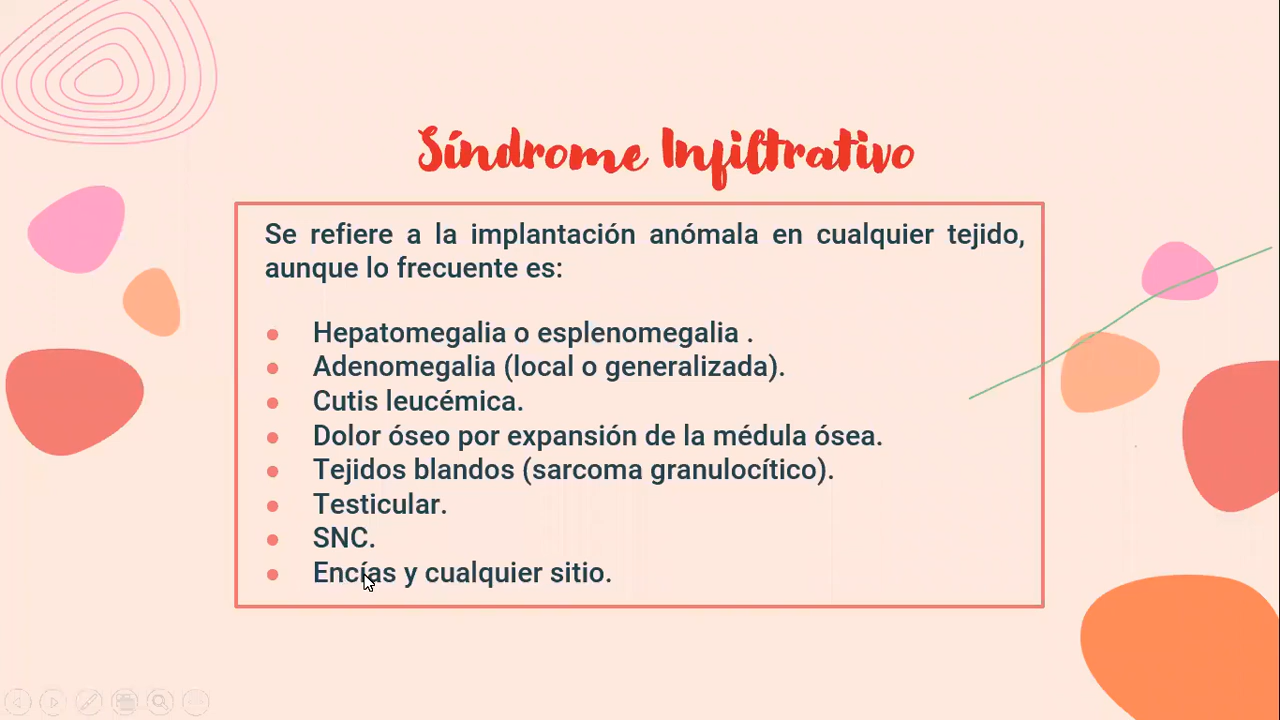 Síndrome Infiltrativo
Se refiere a la implantación anómala en cualquier tejido,
aunque lo frecuente es:
● Hepatomegalia o esplenomegalia .
● Adenomegalia (local o generalizada).
● Cutis leucémica.
● Dolor óseo por expansión de la médula ósea.
● Tejidos blandos (sarcoma granulocítico).
● Testicular.
● SNC.
● Encías y cualquier sitio.